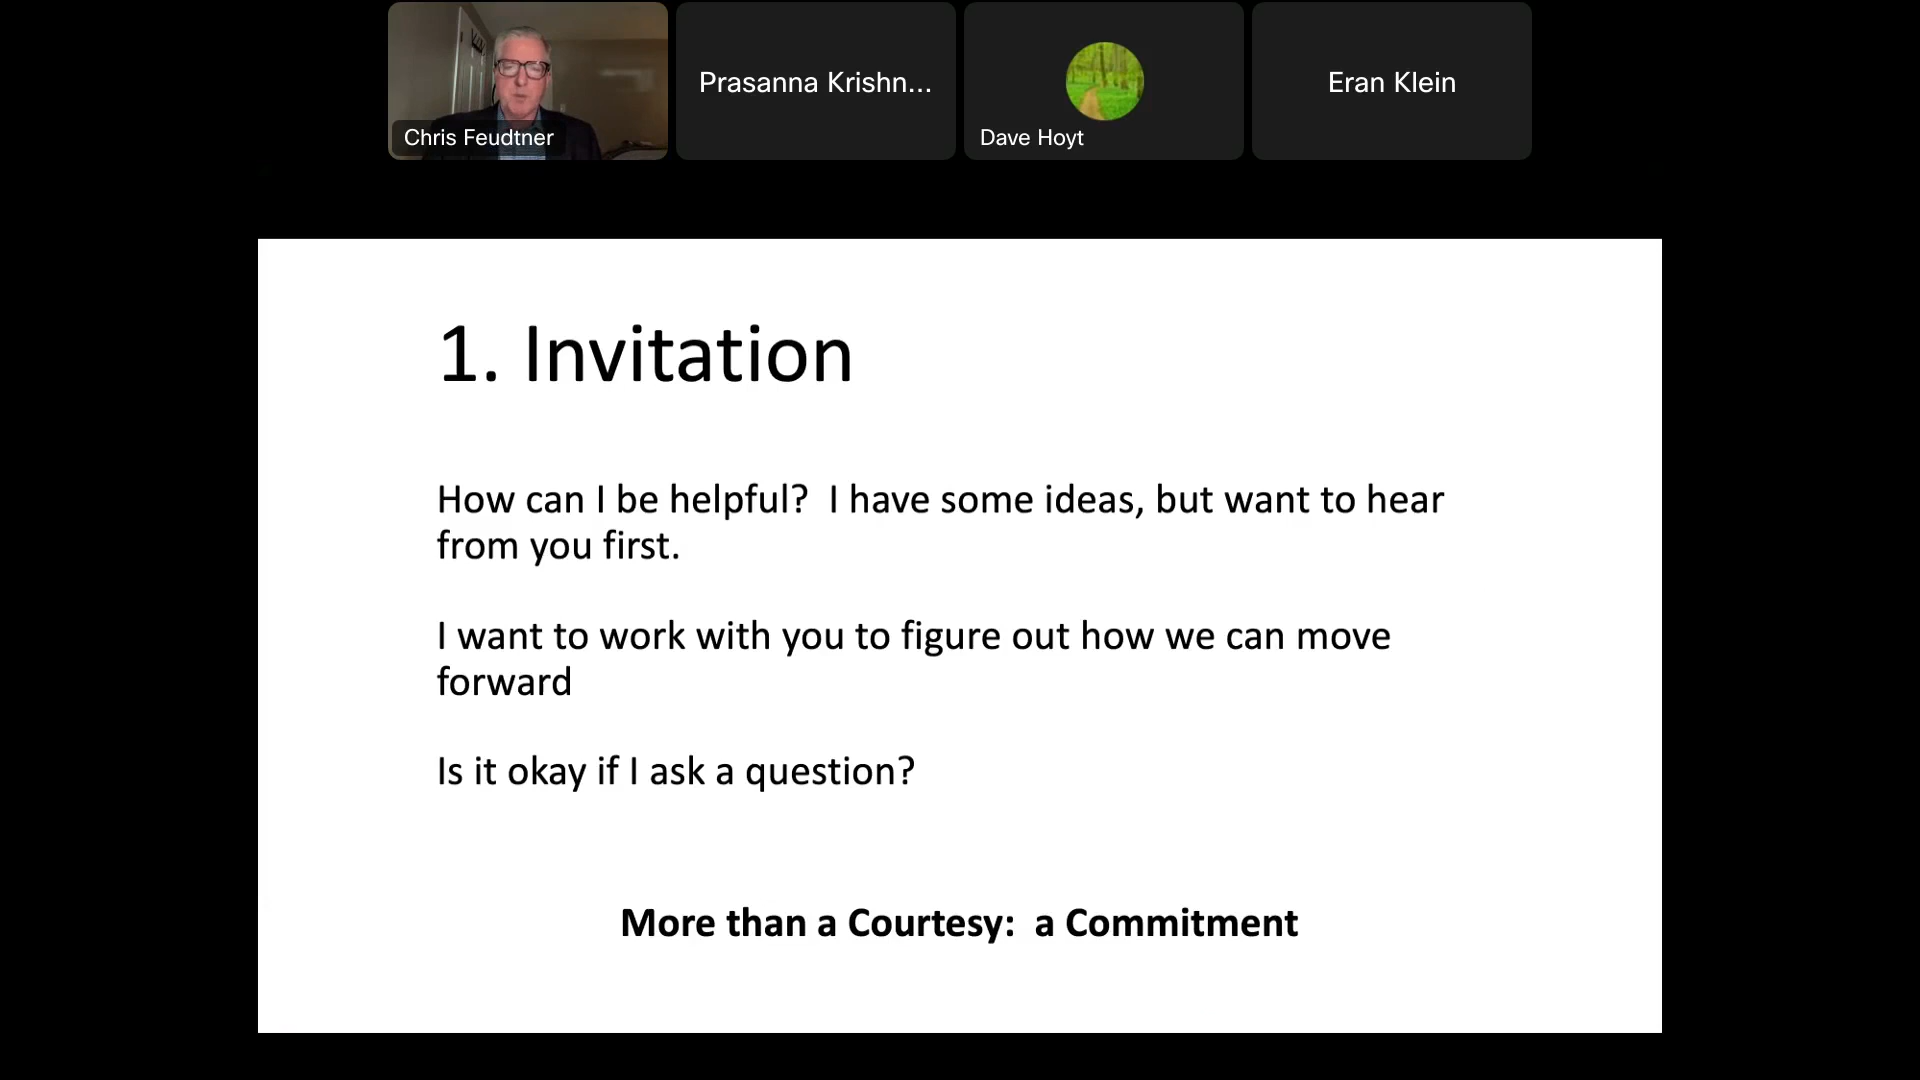 Chris Feudtner
Prasanna Krishn...
Dave Hoyt
Eran Klein
1. Invitation
How can I be helpful?  I have some ideas, but want to hear
from you first.
I want to work with you to figure out how we can move
forward
Is it okay if I ask a question?
More than a Courtesy:  a Commitment